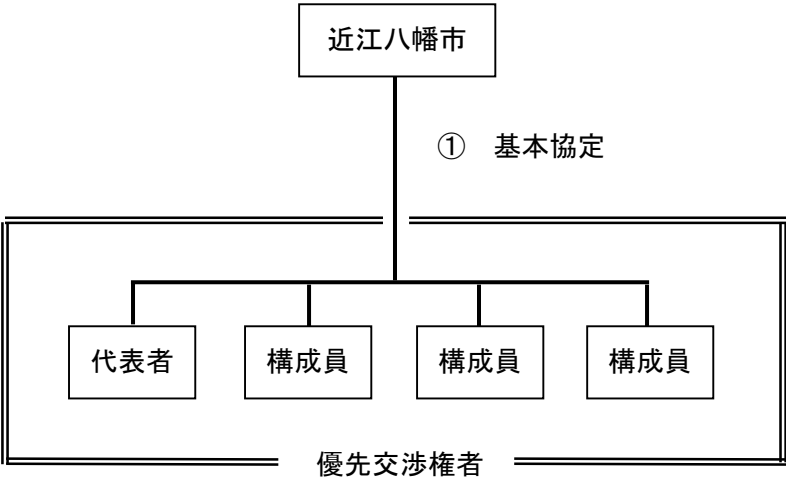 近江八幡市
① 基本協定
代表者
構成員
構成員
構成員
優先交渉権者